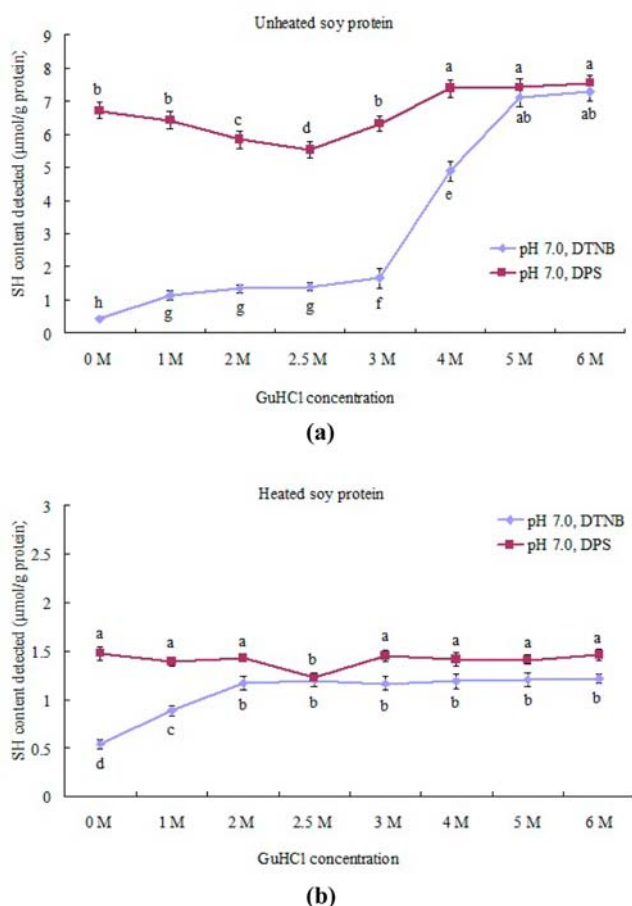 Unheated soy protein
SH content detected (μmol/g protein)
9
8
7
6
5
4
3
2
1
0
b b c d b a a a
h g g g f e ab ab
pH 7.0, DTNB
pH 7.0, DPS
0 M 1 M 2 M 2.5 M 3 M 4 M 5 M 6 M
GuHCl concentration
(a)
Heated soy protein
SH content detected (μmol/g protein)
3
2.5
2
1.5
1
0.5
0
pH 7.0, DTNB
pH 7.0, DPS
a a a b a a a a
d c b b b b b b
0 M 1 M 2 M 2.5 M 3 M 4 M 5 M 6 M
GuHCl concentration
(b)